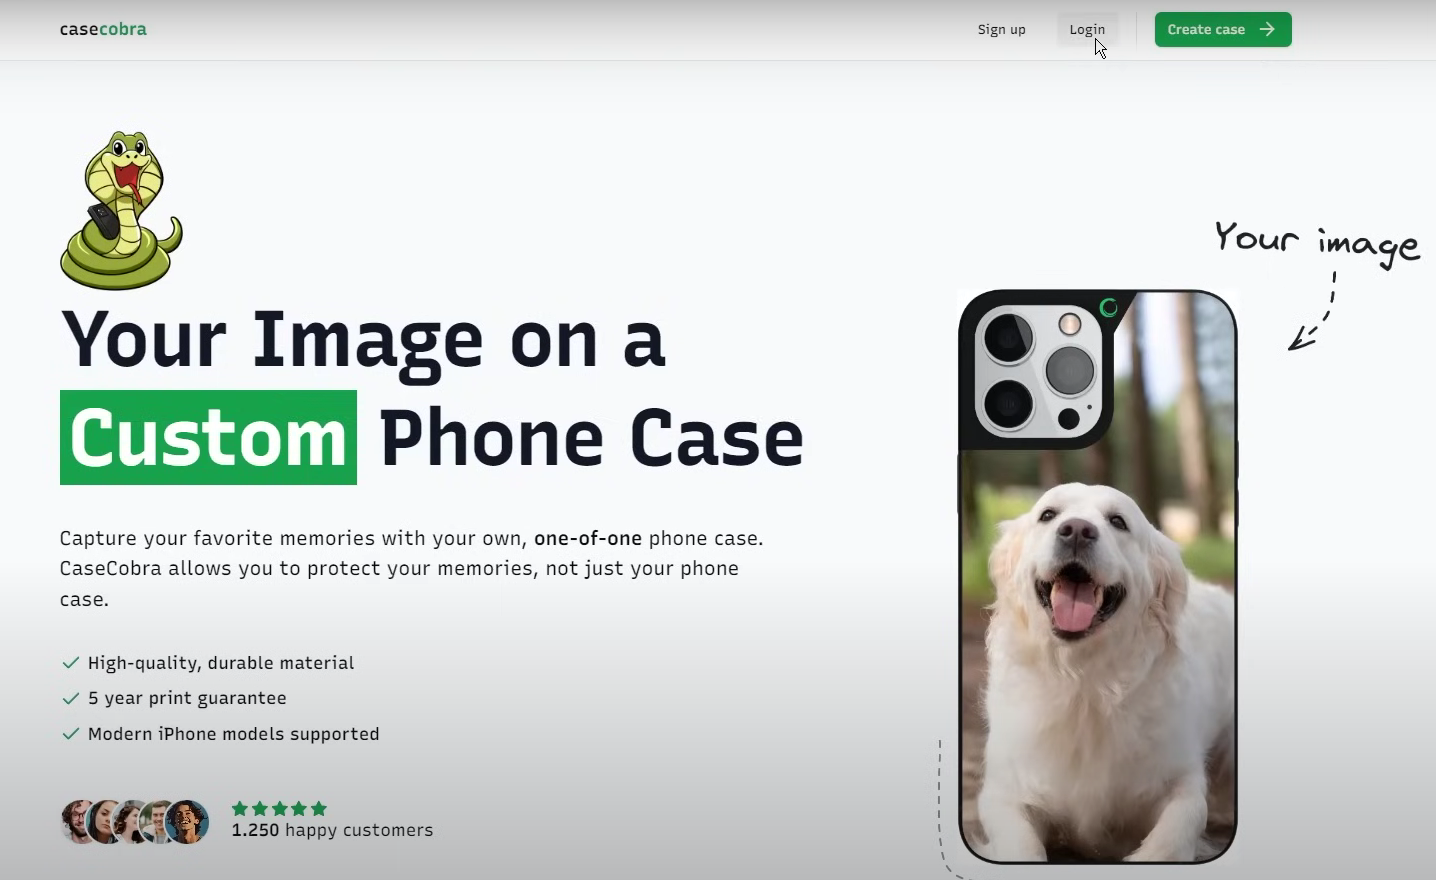 casecobra
Sign up
Login
Create case
Your image
Your Image on a
Custom Phone Case
Capture your favorite memories with your own, one-of-one phone case.
CaseCobra allows you to protect your memories, not just your phone
case.
High-quality, durable material
5 year print guarantee
Modern iPhone models supported
1.250 happy customers